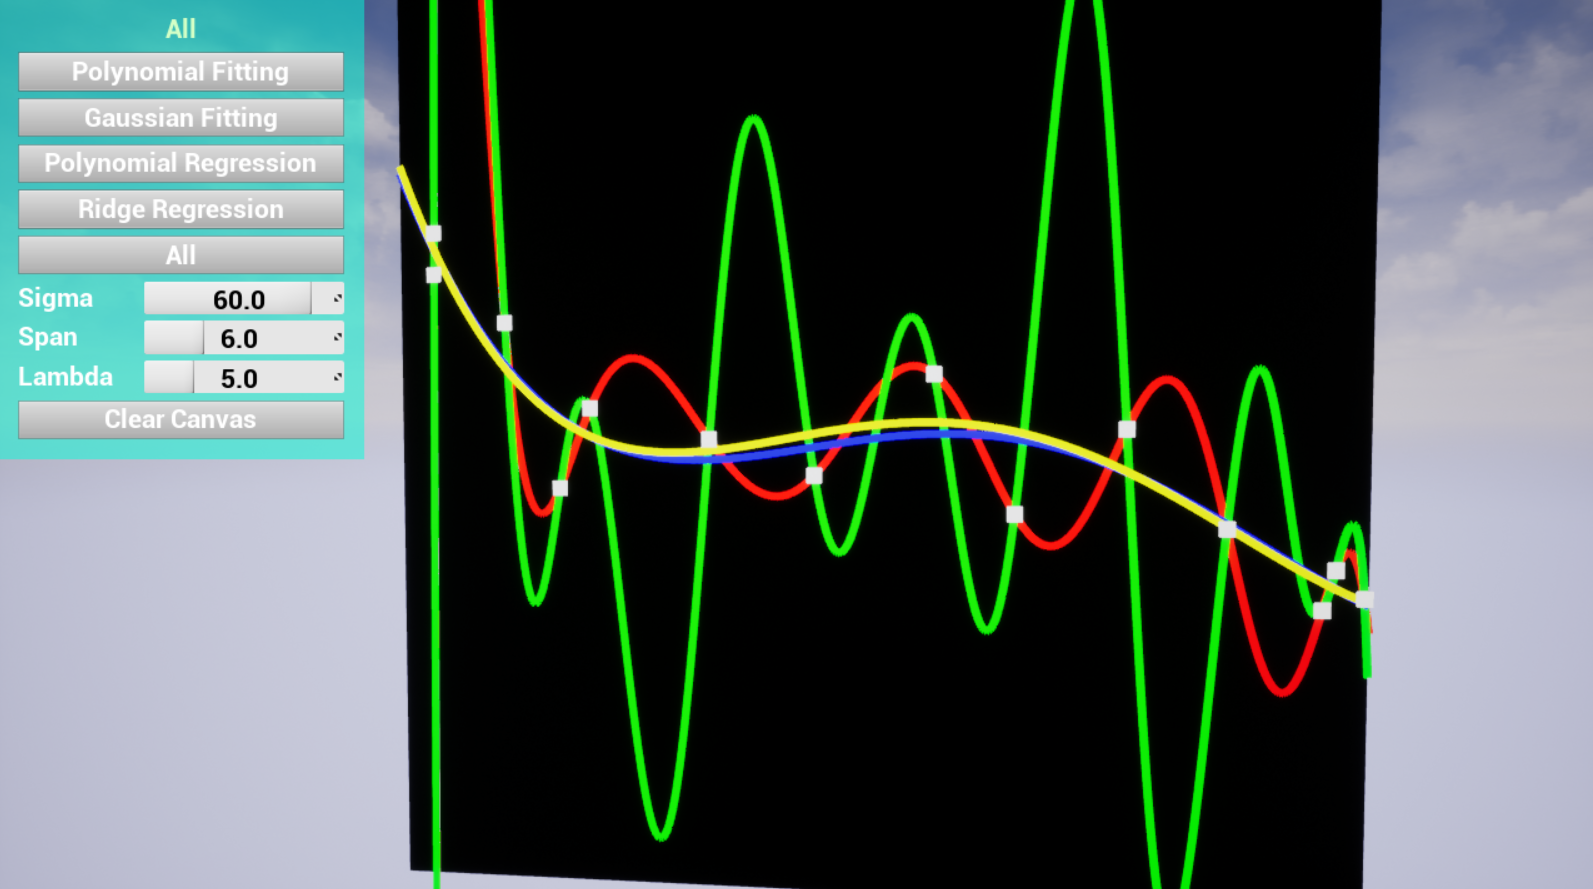 All
Polynomial Fitting
Gaussian Fitting
Polynomial Regression
Ridge Regression
All
Sigma 60.0
Span 6.0
Lambda 5.0
Clear Canvas